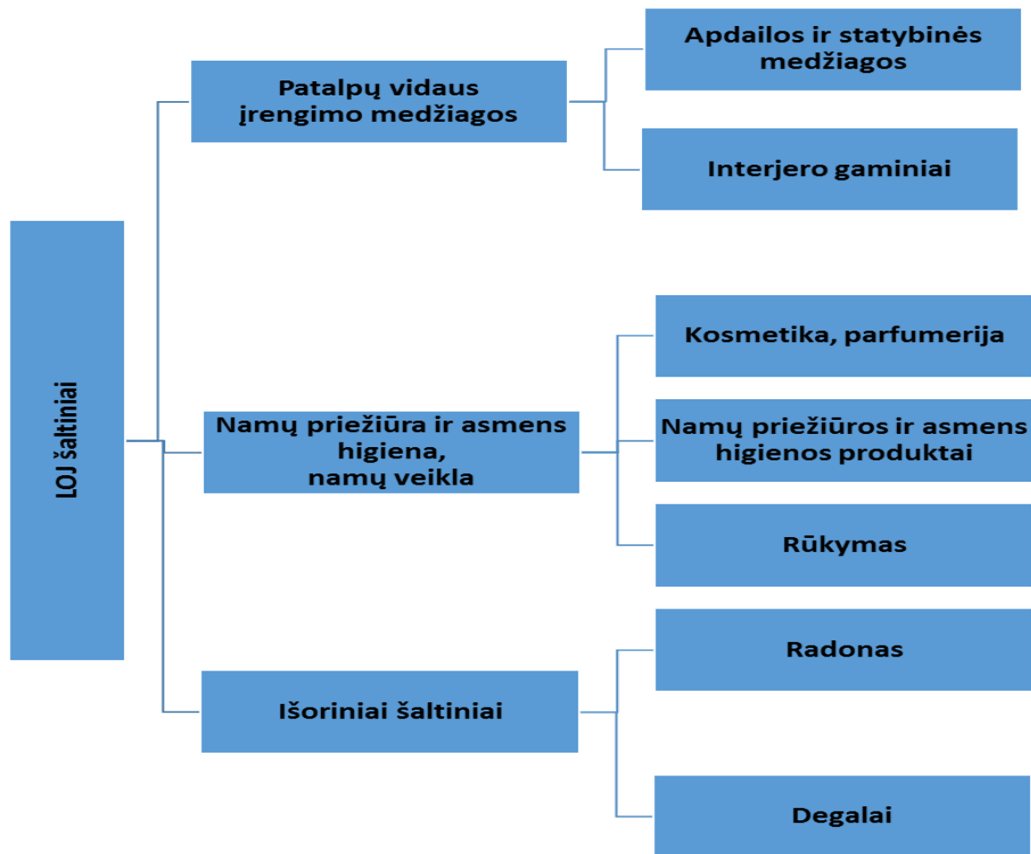 LOJ šaltiniai
Patalpų vidaus
įrengimo medžiagos
Apdailos ir statybinės
medžiagos
Interjero gaminiai
Namų priežiūra ir asmens
higiena,
namų veikla
Kosmetika, parfumerija
Namų priežiūros ir asmens
higienos produktai
Rūkymas
Išoriniai šaltiniai
Radonas
Degalai